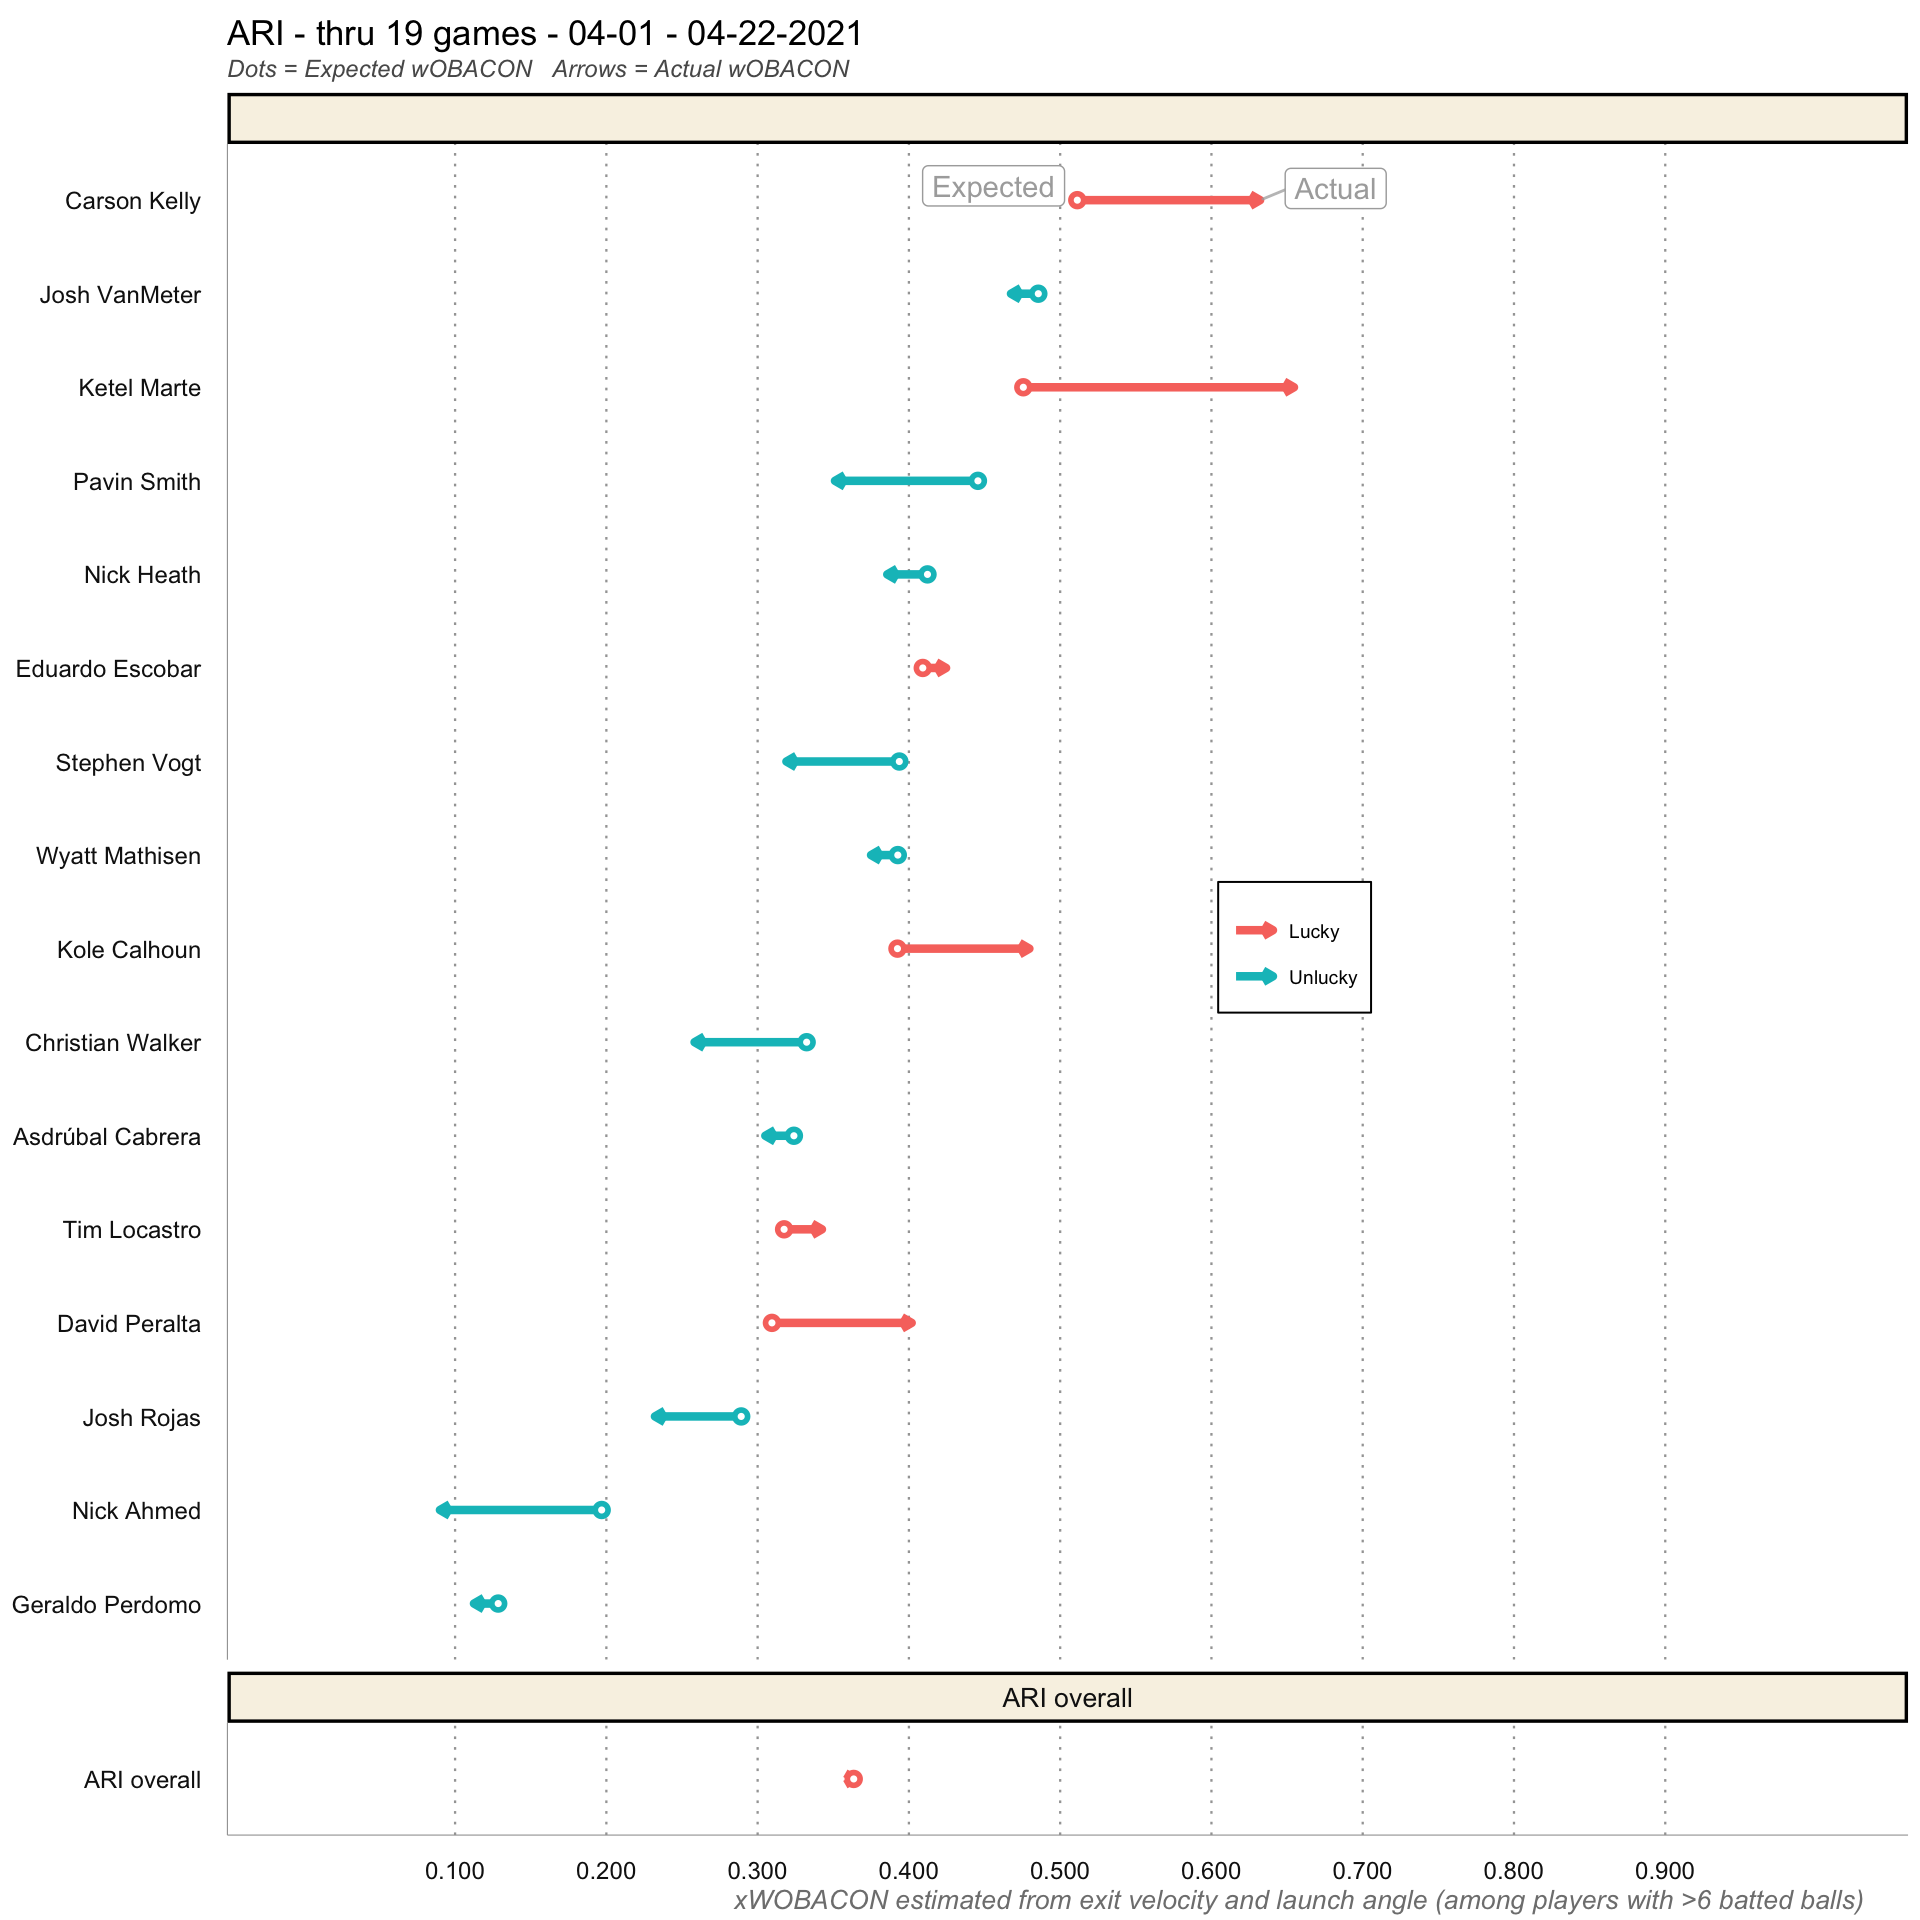 ARI - thru 19 games - 04-01 - 04-22-2021
Dots = Expected wOBACON   Arrows = Actual wOBACON
Expected
Actual
Carson Kelly
Josh VanMeter
Ketel Marte
Pavin Smith
Nick Heath
Eduardo Escobar
Stephen Vogt
Wyatt Mathisen
Kole Calhoun
Lucky
Unlucky
Christian Walker
Asdrúbal Cabrera
Tim Locastro
David Peralta
Josh Rojas
Nick Ahmed
Geraldo Perdomo
ARI overall
ARI overall
0.100 0.200 0.300 0.400 0.500 0.600 0.700 0.800 0.900
xWOBACON estimated from exit velocity and launch angle (among players with >6 batted balls)